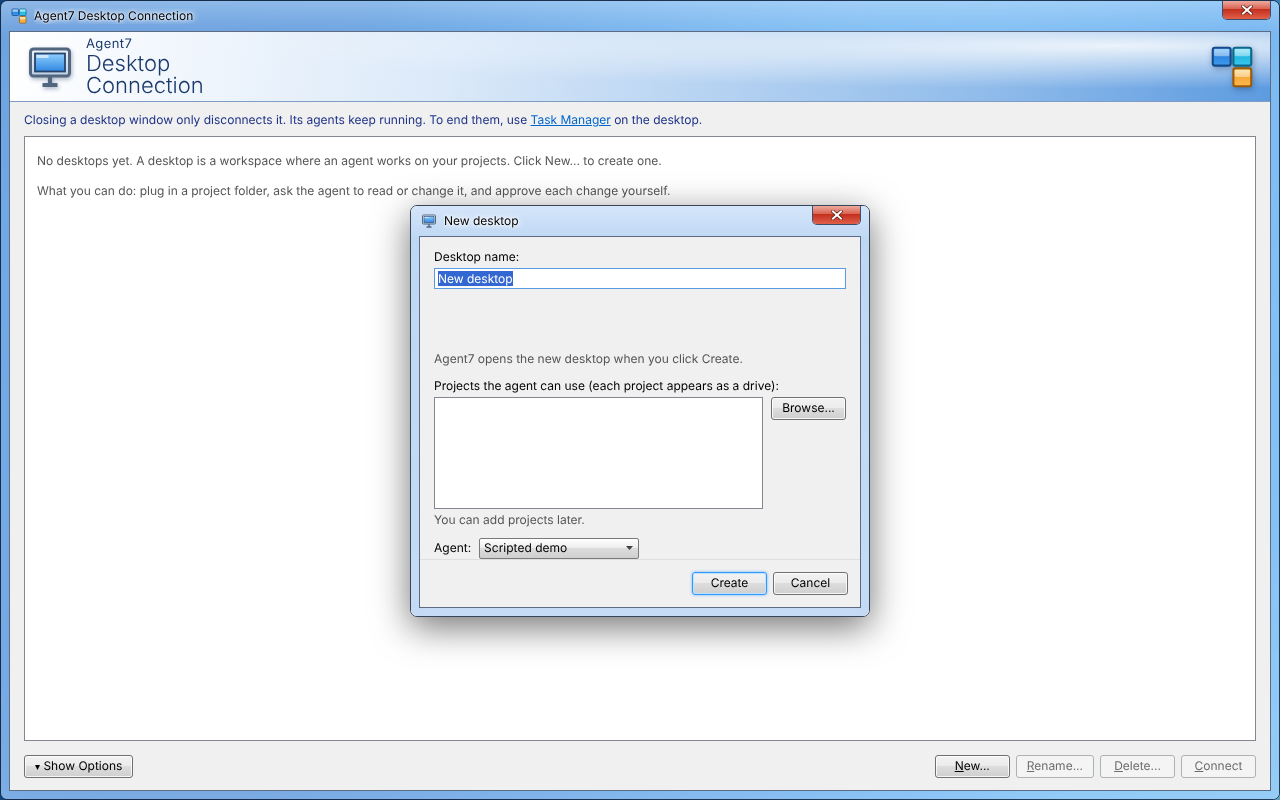 Agent7 Desktop Connection
Agent7
Desktop
Connection
Closing a desktop window only disconnects it. Its agents keep running. To end them, use Task Manager on the desktop.
No desktops yet. A desktop is a workspace where an agent works on your projects. Click New... to create one.
What you can do: plug in a project folder, ask the agent to read or change it, and approve each change yourself.
New desktop
Desktop name:
New desktop
Agent7 opens the new desktop when you click Create.
Projects the agent can use (each project appears as a drive):
Browse...
You can add projects later.
Agent: Scripted demo
Create Cancel
Show Options New... Rename... Delete... Connect